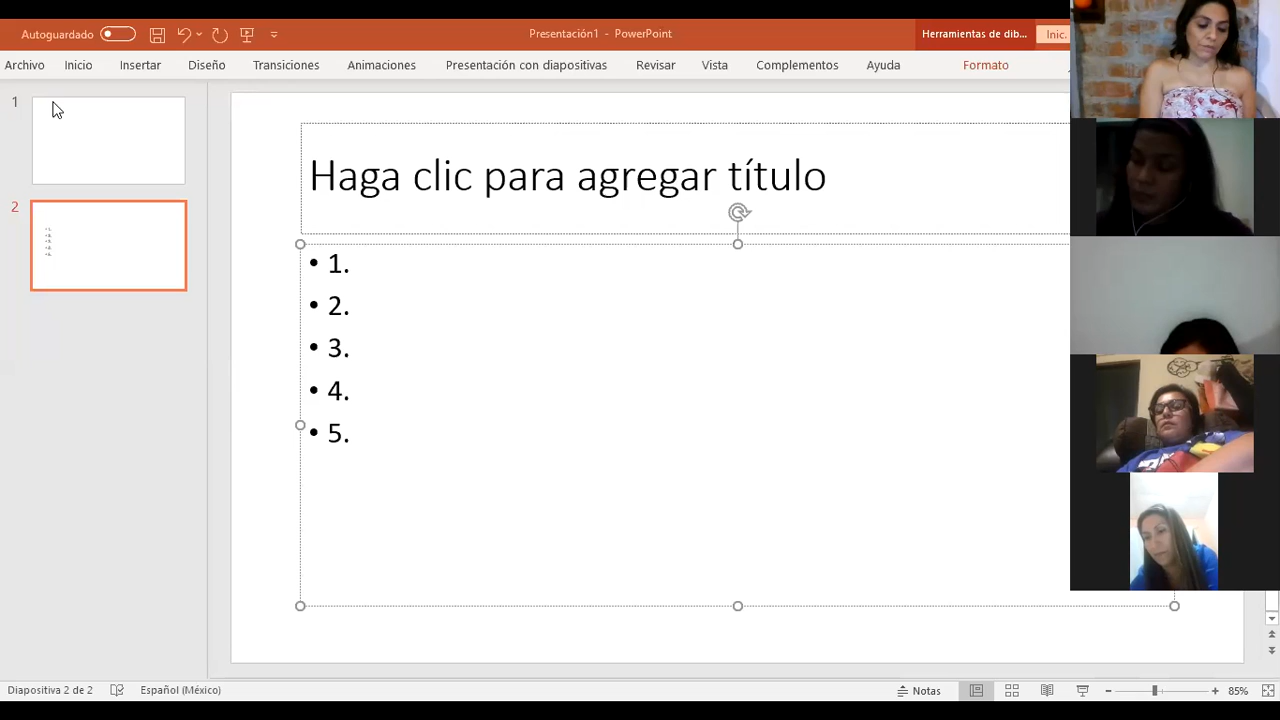 Autoguardado
Presentación1 - PowerPoint
Herramientas de dib...
Inic.
Archivo Inicio Insertar Diseño Transiciones Animaciones Presentación con diapositivas Revisar Vista Complementos Ayuda Formato
1
2
Haga clic para agregar título
• 1.
• 2.
• 3.
• 4.
• 5.
Diapositiva 2 de 2
Español (México)
Notas
85%